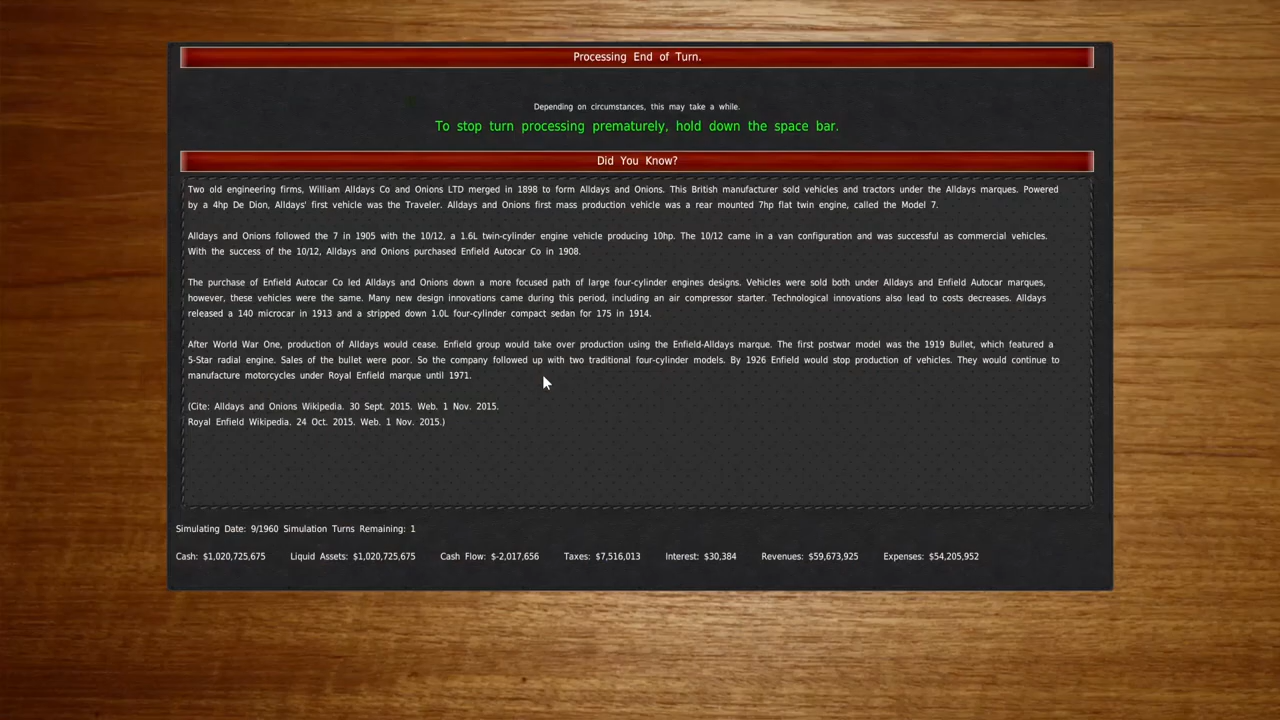 Processing End of Turn.
Depending on circumstances, this may take a while.
To stop turn processing prematurely, hold down the space bar.
Did You Know?
Two old engineering firms, William Alldays Co and Onions LTD merged in 1898 to form Alldays and Onions. This British manufacturer sold vehicles and tractors under the Alldays marques. Powered
by a 4hp De Dion, Alldays' first vehicle was the Traveler. Alldays and Onions first mass production vehicle was a rear mounted 7hp flat twin engine, called the Model 7.
Alldays and Onions followed the 7 in 1905 with the 10/12, a 1.6L twin-cylinder engine vehicle producing 10hp. The 10/12 came in a van configuration and was successful as commercial vehicles.
With the success of the 10/12, Alldays and Onions purchased Enfield Autocar Co in 1908.
The purchase of Enfield Autocar Co led Alldays and Onions down a more focused path of large four-cylinder engines designs. Vehicles were sold both under Alldays and Enfield Autocar marques,
however, these vehicles were the same. Many new design innovations came during this period, including an air compressor starter. Technological innovations also lead to costs decreases. Alldays
released a 140 microcar in 1913 and a stripped down 1.0L four-cylinder compact sedan for 175 in 1914.
After World War One, production of Alldays would cease. Enfield group would take over production using the Enfield-Alldays marque. The first postwar model was the 1919 Bullet, which featured a
5-Star radial engine. Sales of the bullet were poor. So the company followed up with two traditional four-cylinder models. By 1926 Enfield would stop production of vehicles. They would continue to
manufacture motorcycles under Royal Enfield marque until 1971.
(Cite: Alldays and Onions Wikipedia. 30 Sept. 2015. Web. 1 Nov. 2015.
Royal Enfield Wikipedia. 24 Oct. 2015. Web. 1 Nov. 2015.)
Simulating Date: 9/1960 Simulation Turns Remaining: 1
Cash: $1,020,725,675 Liquid Assets: $1,020,725,675 Cash Flow: $-2,017,656 Taxes: $7,516,013 Interest: $30,384 Revenues: $59,673,925 Expenses: $54,205,952